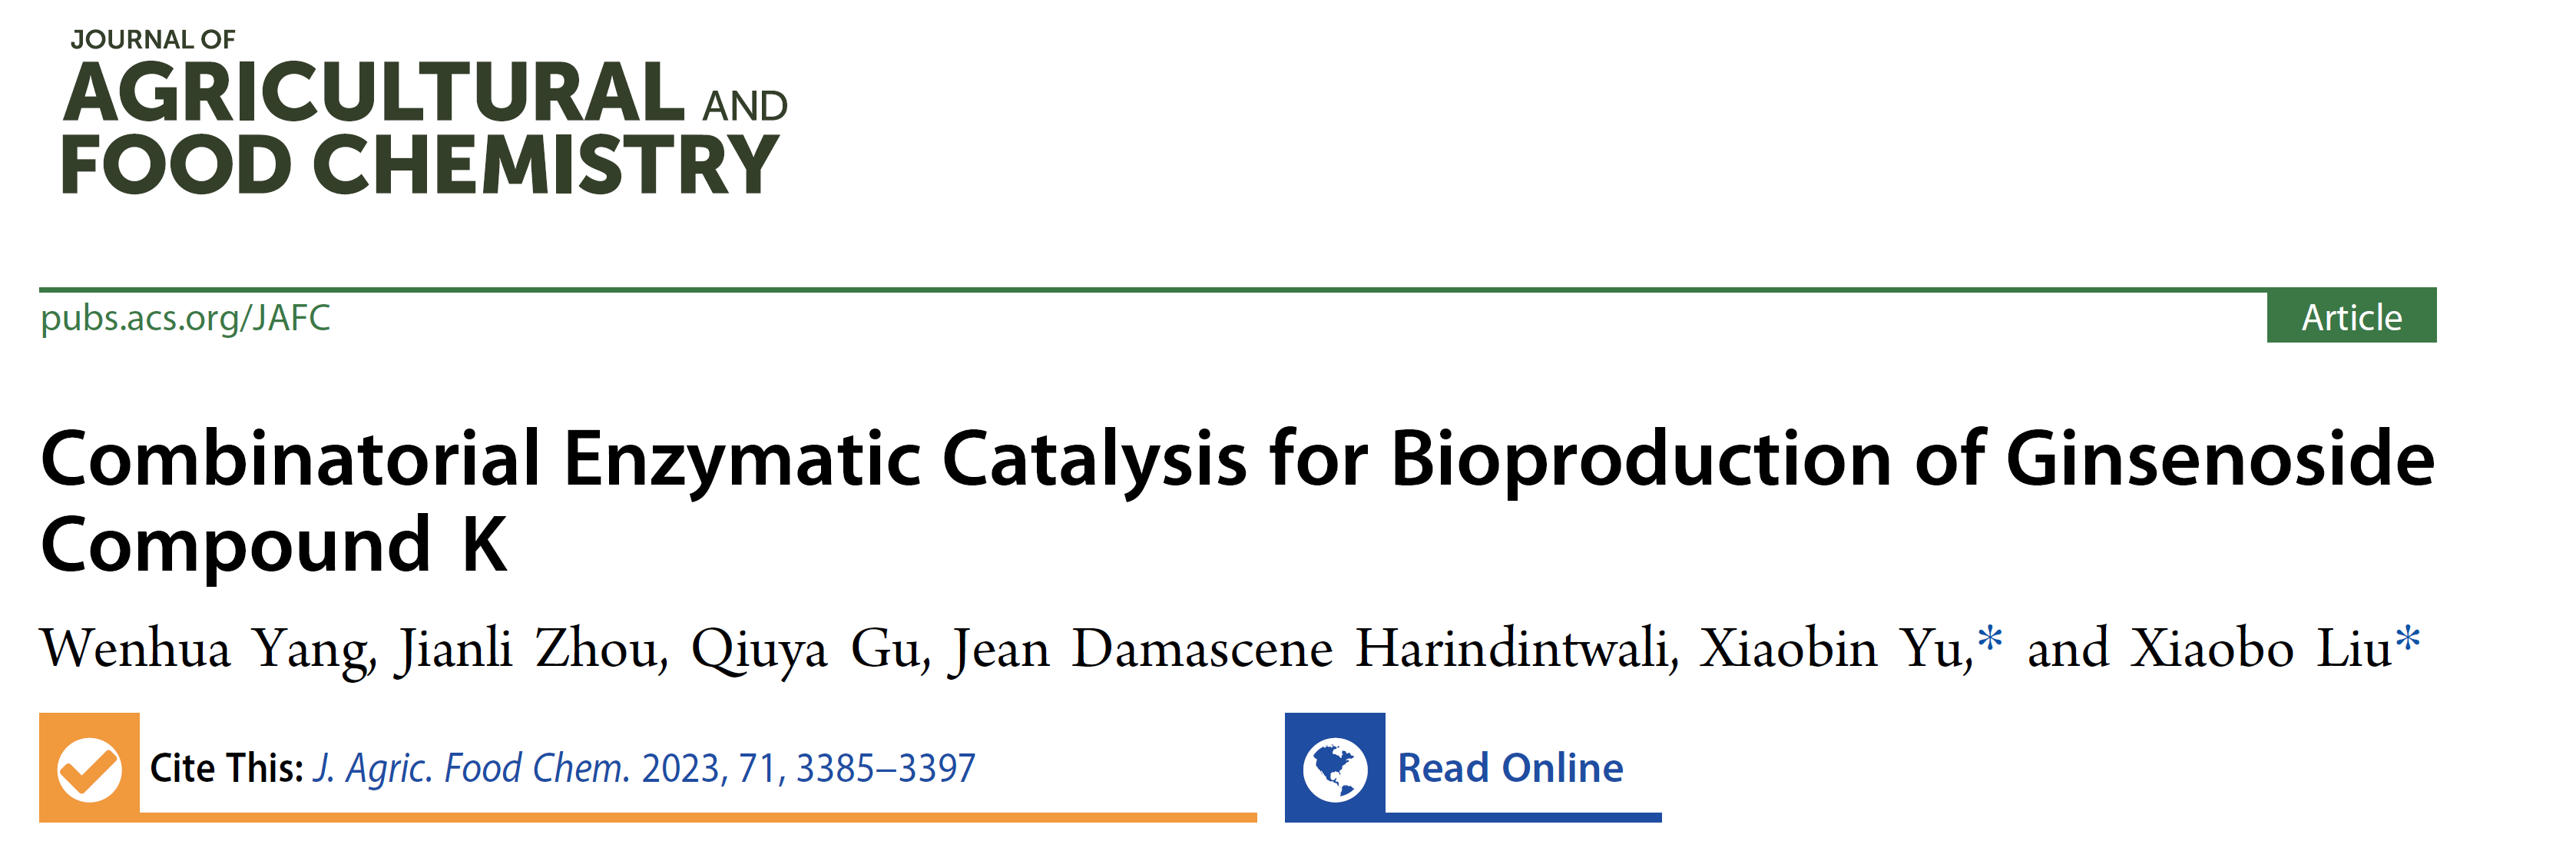 JOURNAL OF
AGRICULTURAL AND
FOOD CHEMISTRY
pubs.acs.org/JAFC
Article
Combinatorial Enzymatic Catalysis for Bioproduction of Ginsenoside
Compound K
Wenhua Yang, Jianli Zhou, Qiuya Gu, Jean Damascene Harindintwali, Xiaobin Yu,* and Xiaobo Liu*
Cite This: J. Agric. Food Chem. 2023, 71, 3385–3397
Read Online